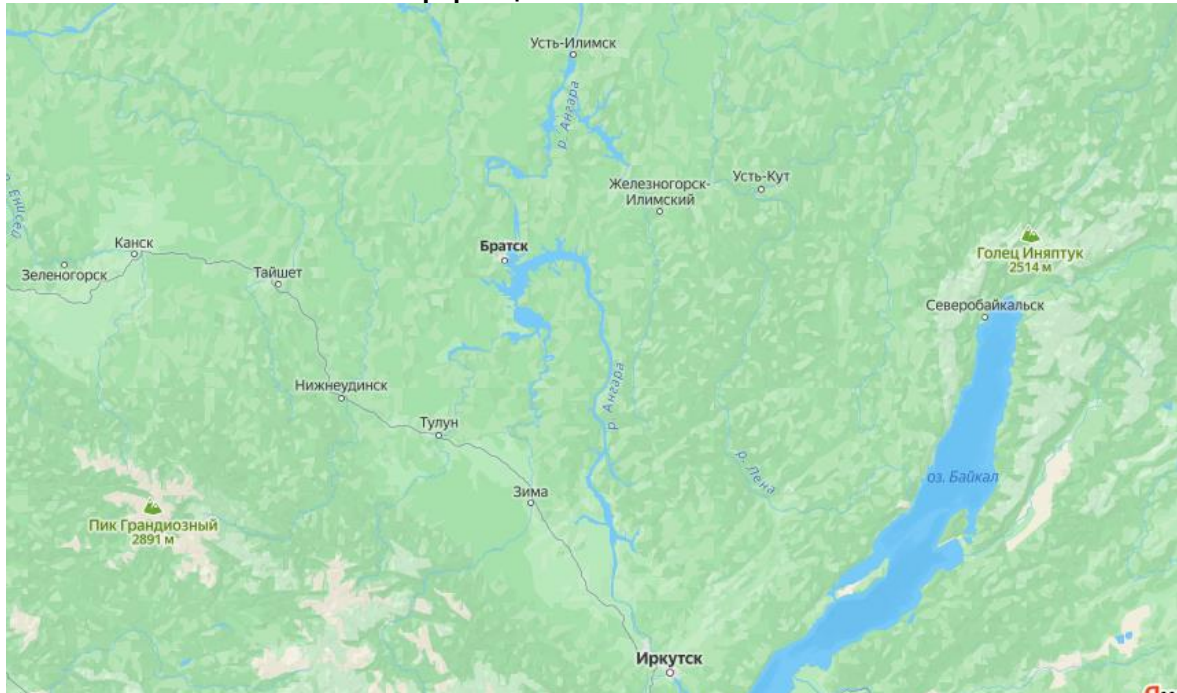 Усть-Илимск
р. Ангара
Железногорск-
Илимский
Усть-Кут
р. Енисей
Канск
Зеленогорск
Тайшет
Братск
Голец Иняптук
2514 м
Северобайкальск
Нижнеудинск
р. Ангара
Тулун
р. Лена
оз. Байкал
Зима
Пик Грандиозный
2891 м
Иркутск